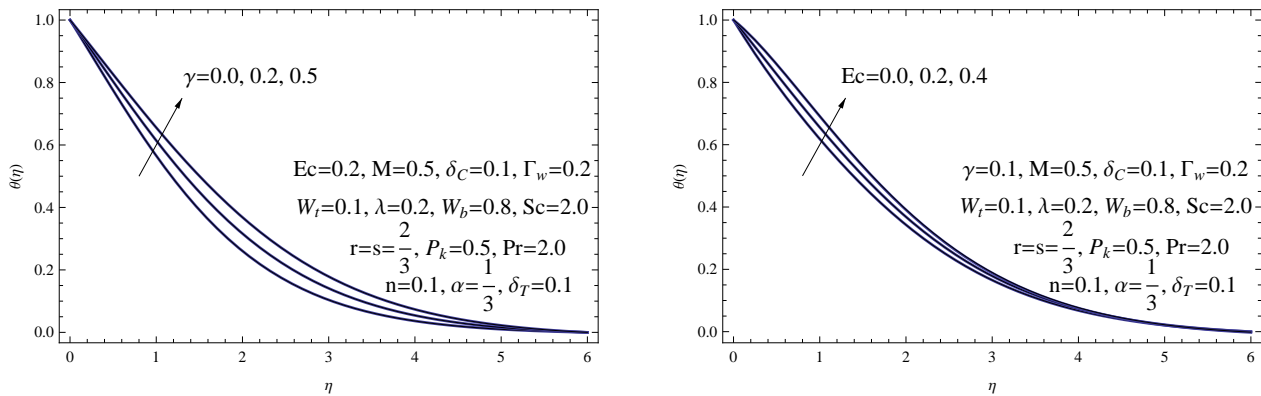 1.0
0.8
0.6
0.4
0.2
0.0
θ(η)
γ=0.0, 0.2, 0.5
Ec=0.2, M=0.5, δ_C=0.1, Γ_w=0.2
W_t=0.1, λ=0.2, W_b=0.8, Sc=2.0
r=s=2/3, P_k=0.5, Pr=2.0
n=0.1, α=1/3, δ_T=0.1
0 1 2 3 4 5 6
η
1.0
0.8
0.6
0.4
0.2
0.0
θ(η)
Ec=0.0, 0.2, 0.4
γ=0.1, M=0.5, δ_C=0.1, Γ_w=0.2
W_t=0.1, λ=0.2, W_b=0.8, Sc=2.0
r=s=2/3, P_k=0.5, Pr=2.0
n=0.1, α=1/3, δ_T=0.1
0 1 2 3 4 5 6
η